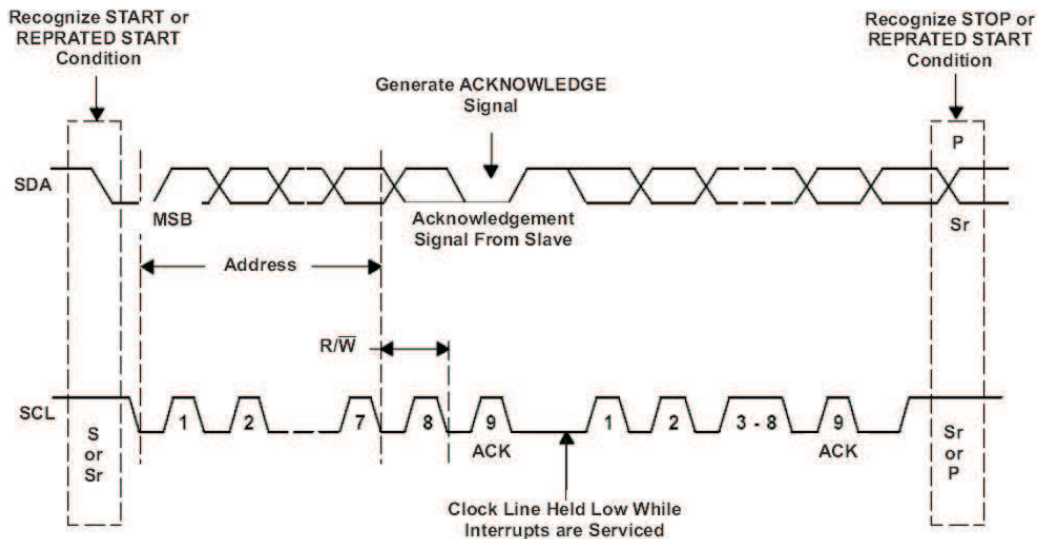 Recognize START or
REPRATED START
Condition
Recognize STOP or
REPRATED START
Condition
Generate ACKNOWLEDGE
Signal
P
SDA
MSB
Acknowledgement
Signal From Slave
Sr
Address
R/W̅
SCL
1
2
7
8
9
1
2
3 - 8
9
S
or
Sr
ACK
ACK
Sr
or
P
Clock Line Held Low While
Interrupts are Serviced